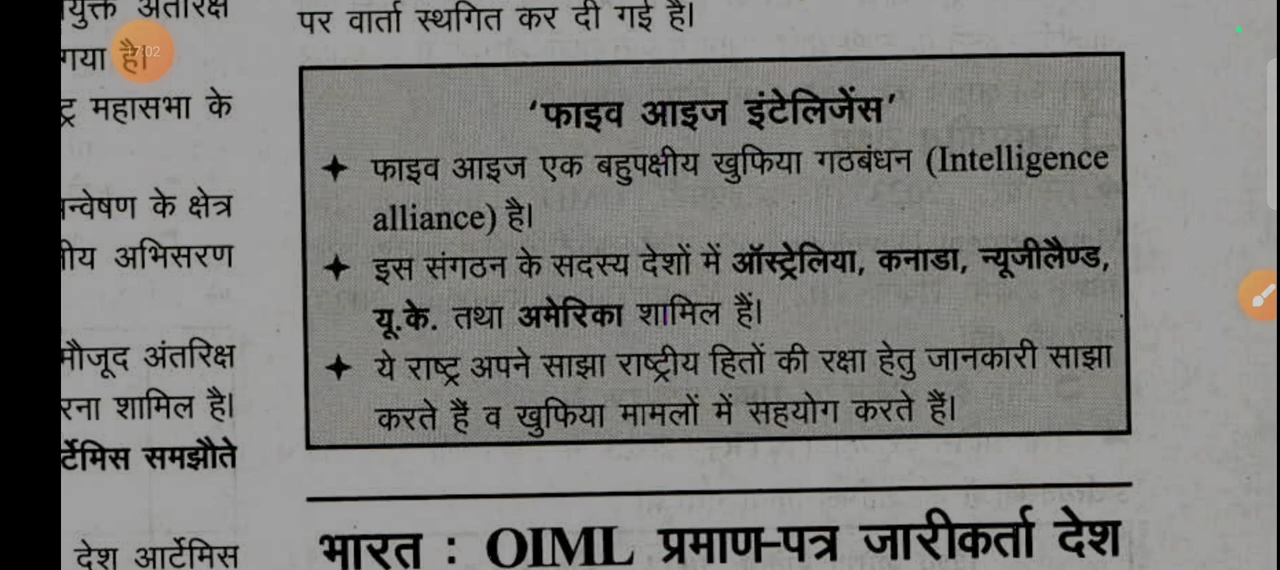 युक्त अंतरिक्ष
गया है।
17:02
ट्र महासभा के
न्वेषण के क्षेत्र
ीय अभिसरण
मौजूद अंतरिक्ष
रना शामिल है।
र्टेमिस समझौते
देश आर्टेमिस
पर वार्ता स्थगित कर दी गई है।
‘फाइव आइज इंटेलिजेंस’
✦ फाइव आइज एक बहुपक्षीय खुफिया गठबंधन (Intelligence
alliance) है।
✦ इस संगठन के सदस्य देशों में ऑस्ट्रेलिया, कनाडा, न्यूजीलैण्ड,
यू.के. तथा अमेरिका शामिल हैं।
✦ ये राष्ट्र अपने साझा राष्ट्रीय हितों की रक्षा हेतु जानकारी साझा
करते हैं व खुफिया मामलों में सहयोग करते हैं।
भारत : OIML प्रमाण-पत्र जारीकर्ता देश